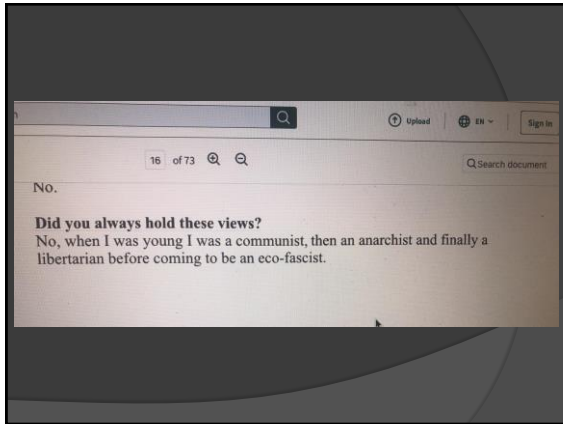 Upload
EN
Sign In
16 of 73
Search document
No.
Did you always hold these views?
No, when I was young I was a communist, then an anarchist and finally a
libertarian before coming to be an eco-fascist.